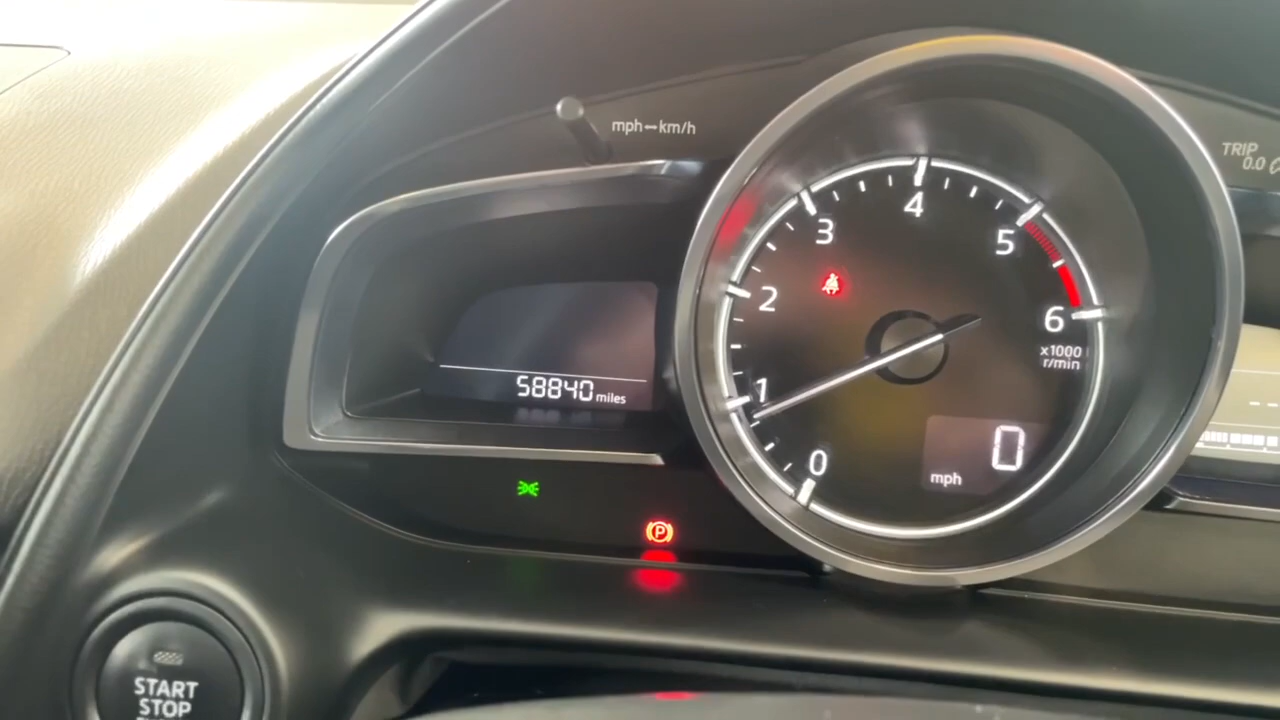 mph↔km/h
TRIP
0.0
4
3
5
2
6
x1000
r/min
1
58840 miles
0
0
mph
P
START
STOP